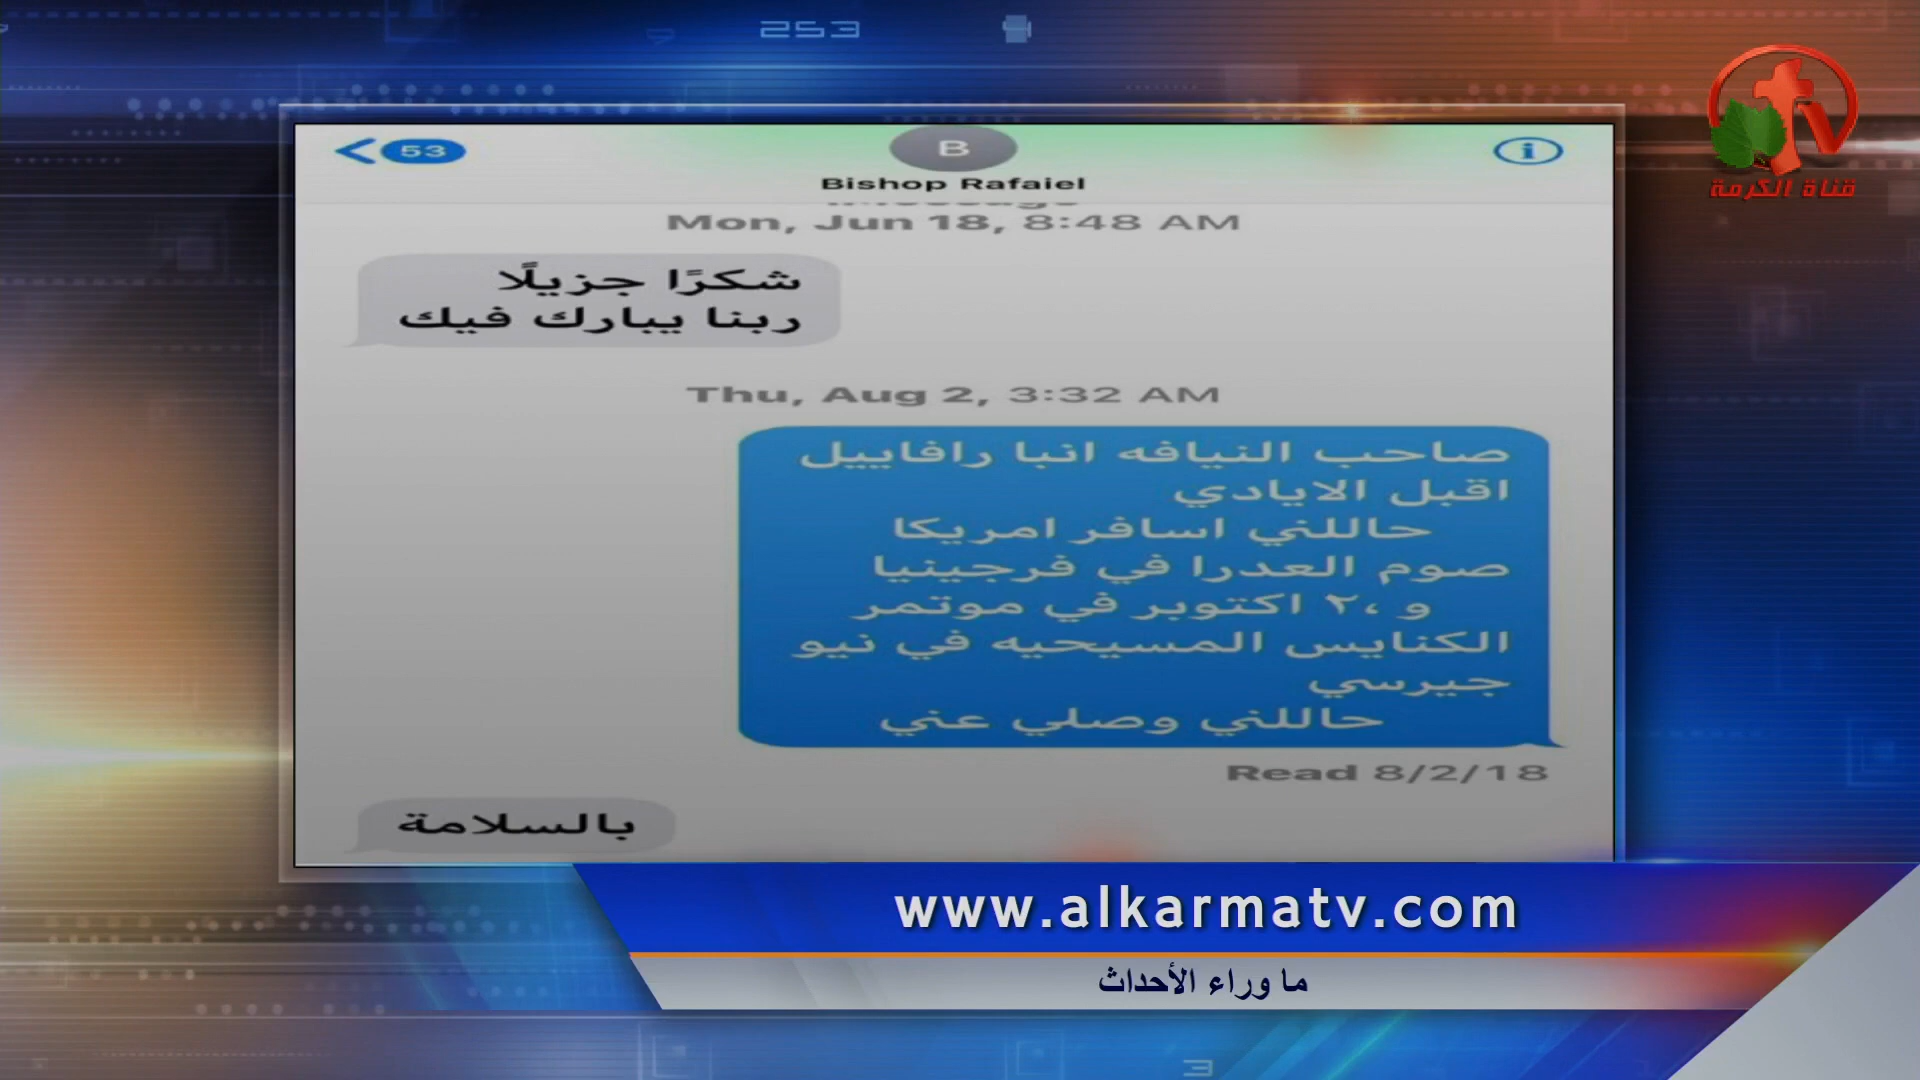 253
قناة الكرمة
53
B
Bishop Rafaiel
Mon, Jun 18, 8:48 AM
شكرًا جزيلًا
ربنا يبارك فيك
Thu, Aug 2, 3:32 AM
صاحب النيافه انبا رافاييل
اقبل الايادي
حاللني اسافر امريكا
صوم العدرا في فرجينيا
و ،٢ اكتوبر في موتمر
الكنايس المسيحيه في نيو
جيرسي
حاللني وصلي عني
Read 8/2/18
بالسلامة
www.alkarmatv.com
ما وراء الأحداث
3